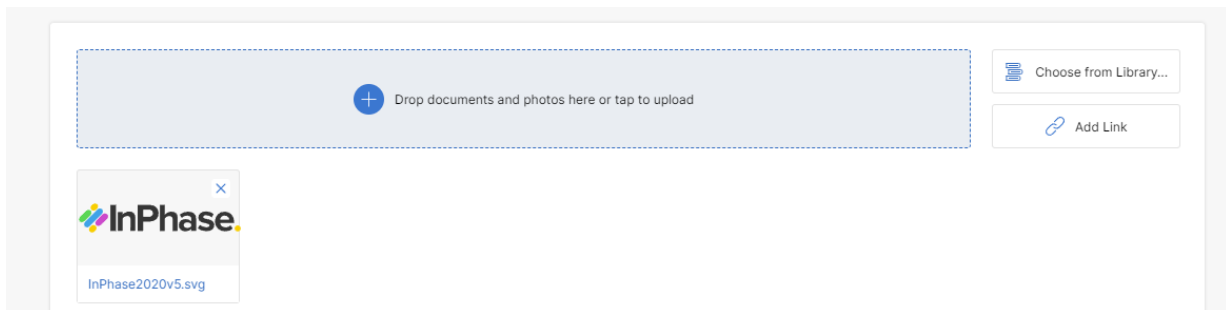 Drop documents and photos here or tap to upload
Choose from Library...
Add Link
InPhase.
InPhase2020v5.svg